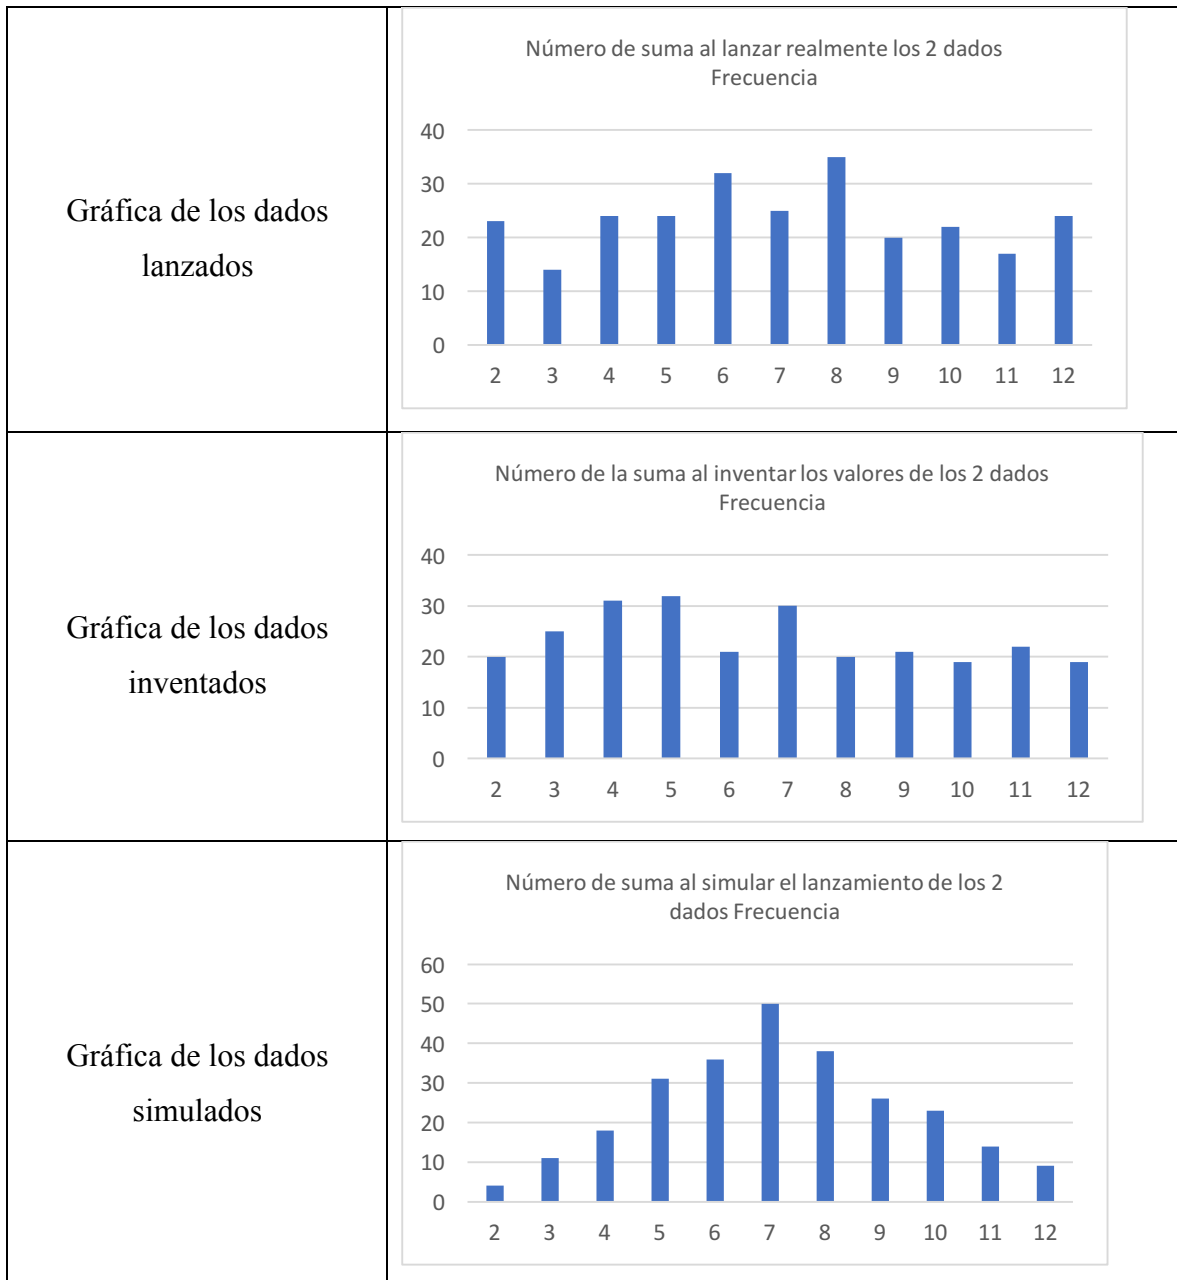 Gráfica de los dados
lanzados
Número de suma al lanzar realmente los 2 dados
Frecuencia
40
30
20
10
0
2 3 4 5 6 7 8 9 10 11 12
Gráfica de los dados
inventados
Número de la suma al inventar los valores de los 2 dados
Frecuencia
40
30
20
10
0
2 3 4 5 6 7 8 9 10 11 12
Gráfica de los dados
simulados
Número de suma al simular el lanzamiento de los 2
dados Frecuencia
60
50
40
30
20
10
0
2 3 4 5 6 7 8 9 10 11 12